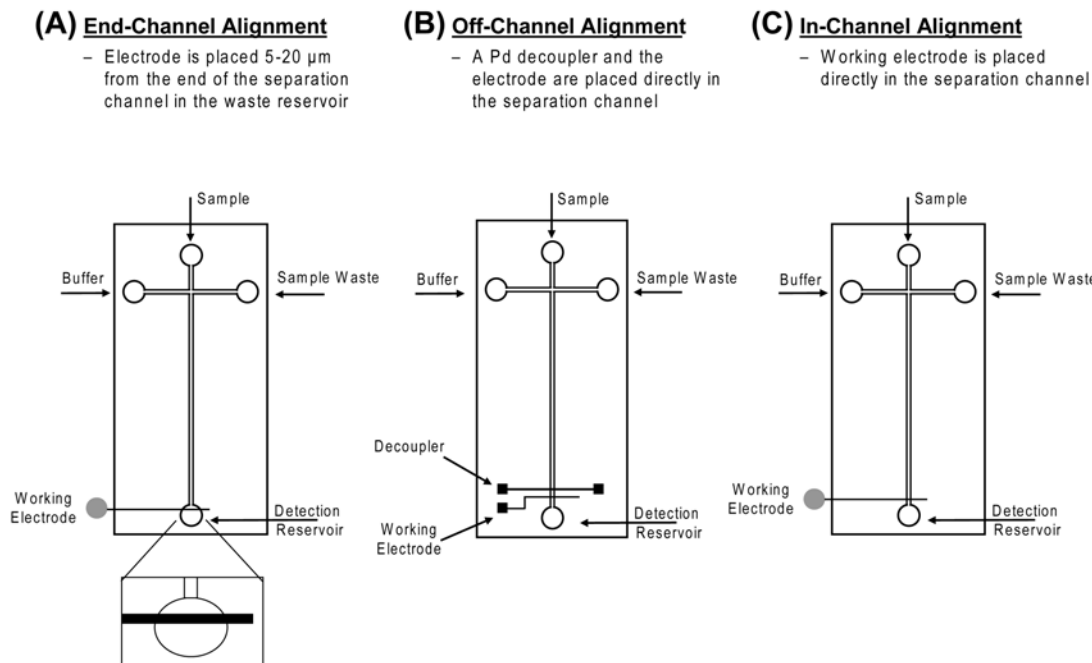 (A) End-Channel Alignment
– Electrode is placed 5-20 µm
from the end of the separation
channel in the waste reservoir
(B) Off-Channel Alignment
– A Pd decoupler and the
electrode are placed directly in
the separation channel
(C) In-Channel Alignment
– Working electrode is placed
directly in the separation channel
Sample
Buffer
Sample Waste
Working
Electrode
Detection
Reservoir
Sample
Buffer
Sample Waste
Decoupler
Working
Electrode
Detection
Reservoir
Sample
Buffer
Sample Waste
Working
Electrode
Detection
Reservoir